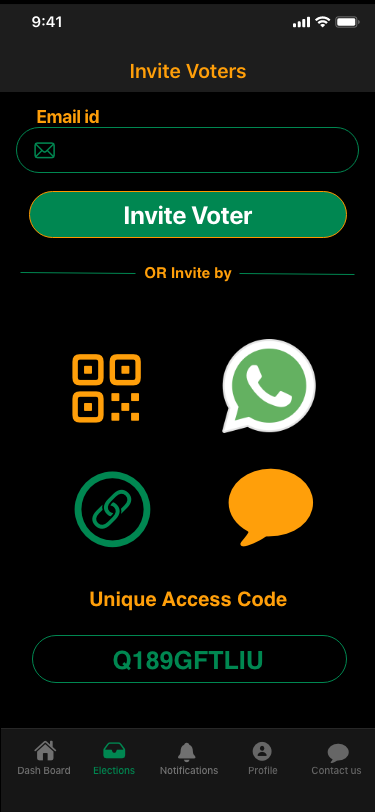 9:41
Invite Voters
Email id
Invite Voter
OR Invite by
Unique Access Code
Q189GFTLIU
Dash Board Elections Notifications Profile Contact us